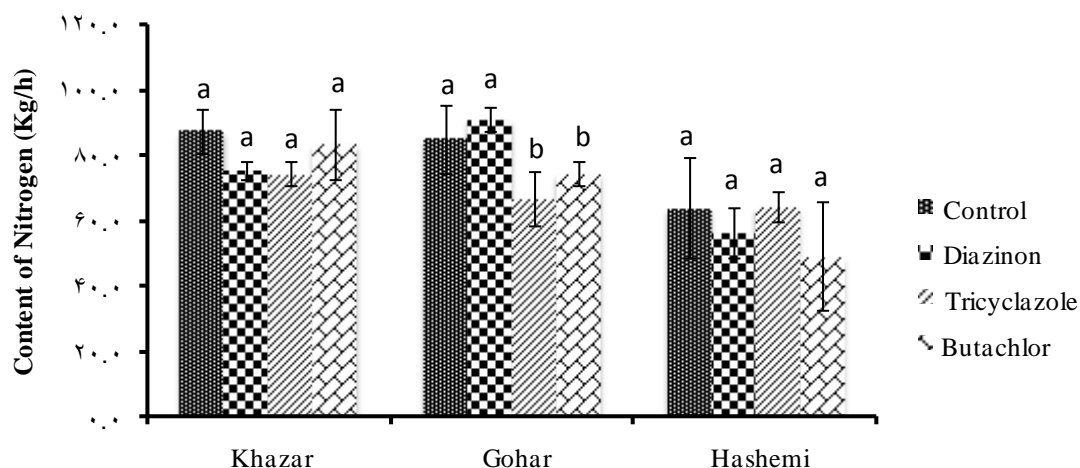 Content of Nitrogen (Kg/h)
۱۲۰.۰
۱۰۰.۰
۸۰.۰
۶۰.۰
۴۰.۰
۲۰.۰
۰.۰
a a a a
a a b b
a a a a
Khazar Gohar Hashemi
Control
Diazinon
Tricyclazole
Butachlor